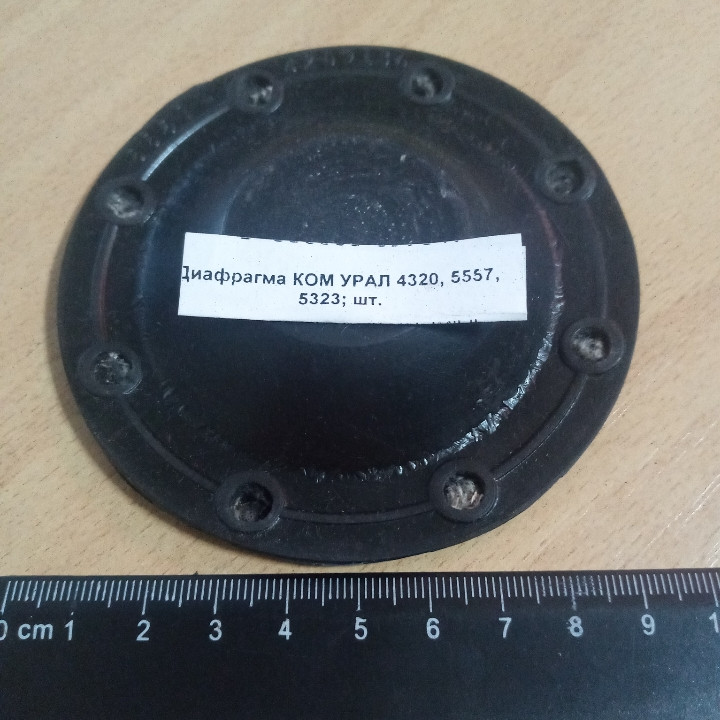 Диафрагма КОМ УРАЛ 4320, 5557,
5323; шт.
0 cm 1 2 3 4 5 6 7 8 9